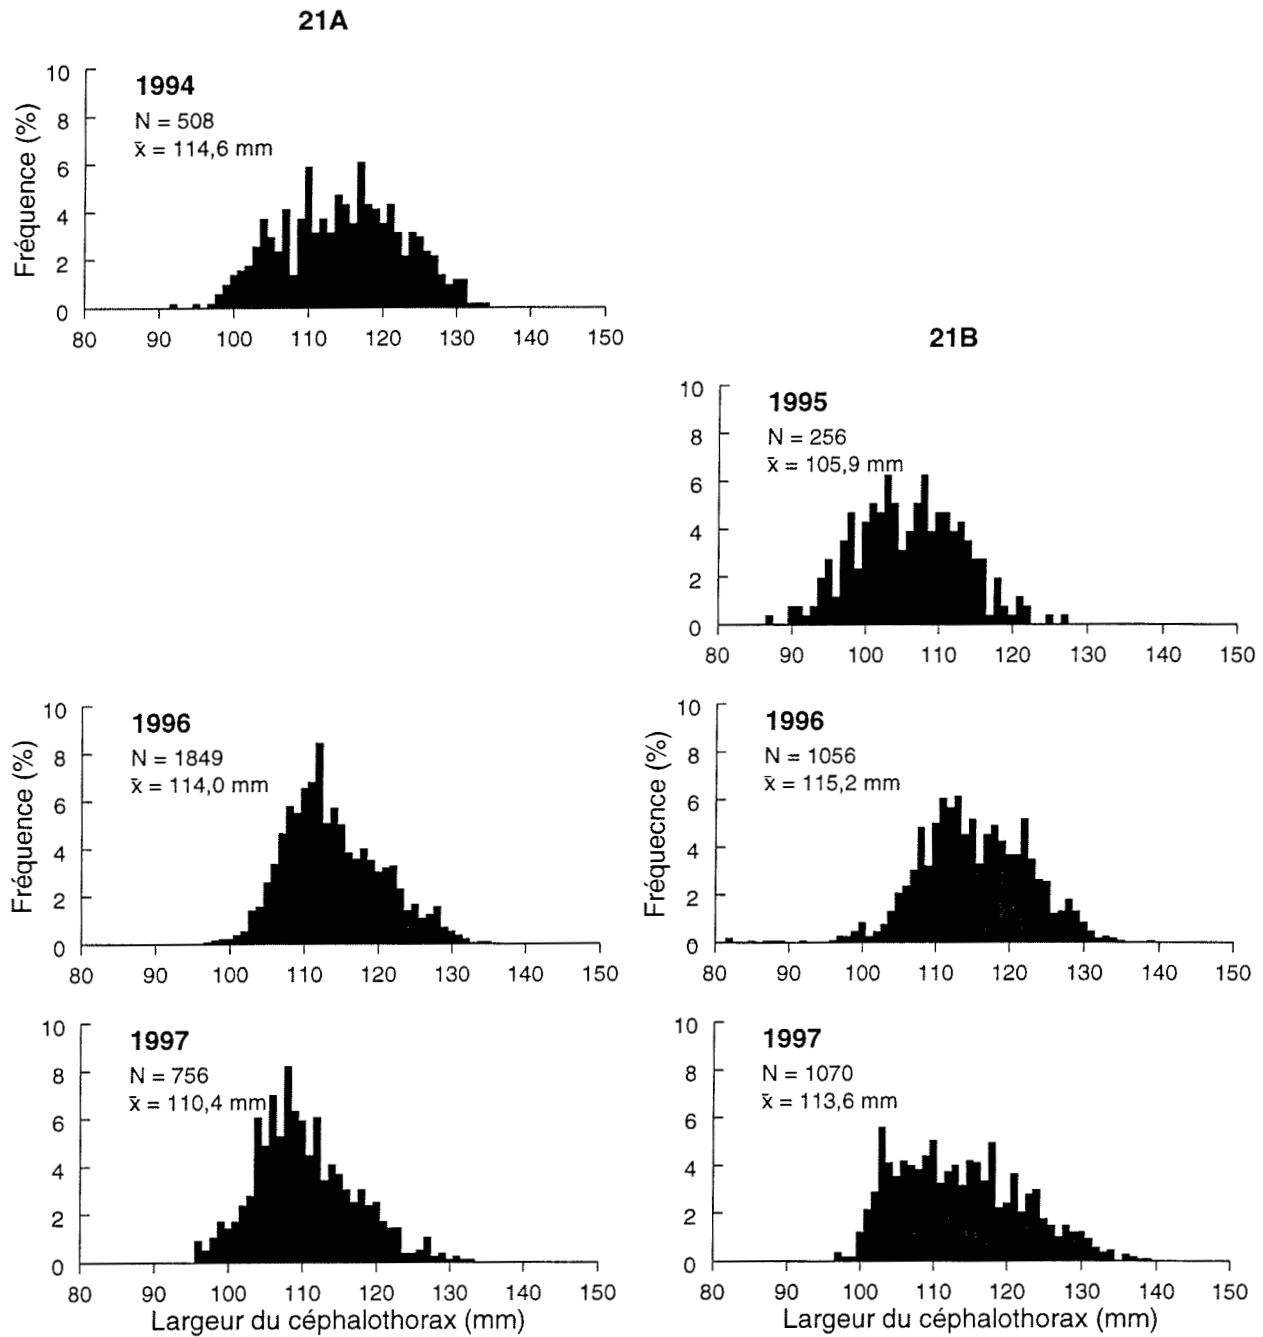 21A
10
1994
N = 508
x̄ = 114,6 mm
8
6
4
2
0
Fréquence (%)
80 90 100 110 120 130 140 150
21B
10
1995
N = 256
x̄ = 105,9 mm
8
6
4
2
0
80 90 100 110 120 130 140 150
10
1996
N = 1849
x̄ = 114,0 mm
8
6
4
2
0
Fréquence (%)
80 90 100 110 120 130 140 150
10
1996
N = 1056
x̄ = 115,2 mm
8
6
4
2
0
Fréquecnce (%)
80 90 100 110 120 130 140 150
10
1997
N = 756
x̄ = 110,4 mm
8
6
4
2
0
80 90 100 110 120 130 140 150
Largeur du céphalothorax (mm)
10
1997
N = 1070
x̄ = 113,6 mm
8
6
4
2
0
80 90 100 110 120 130 140 150
Largeur du céphalothorax (mm)